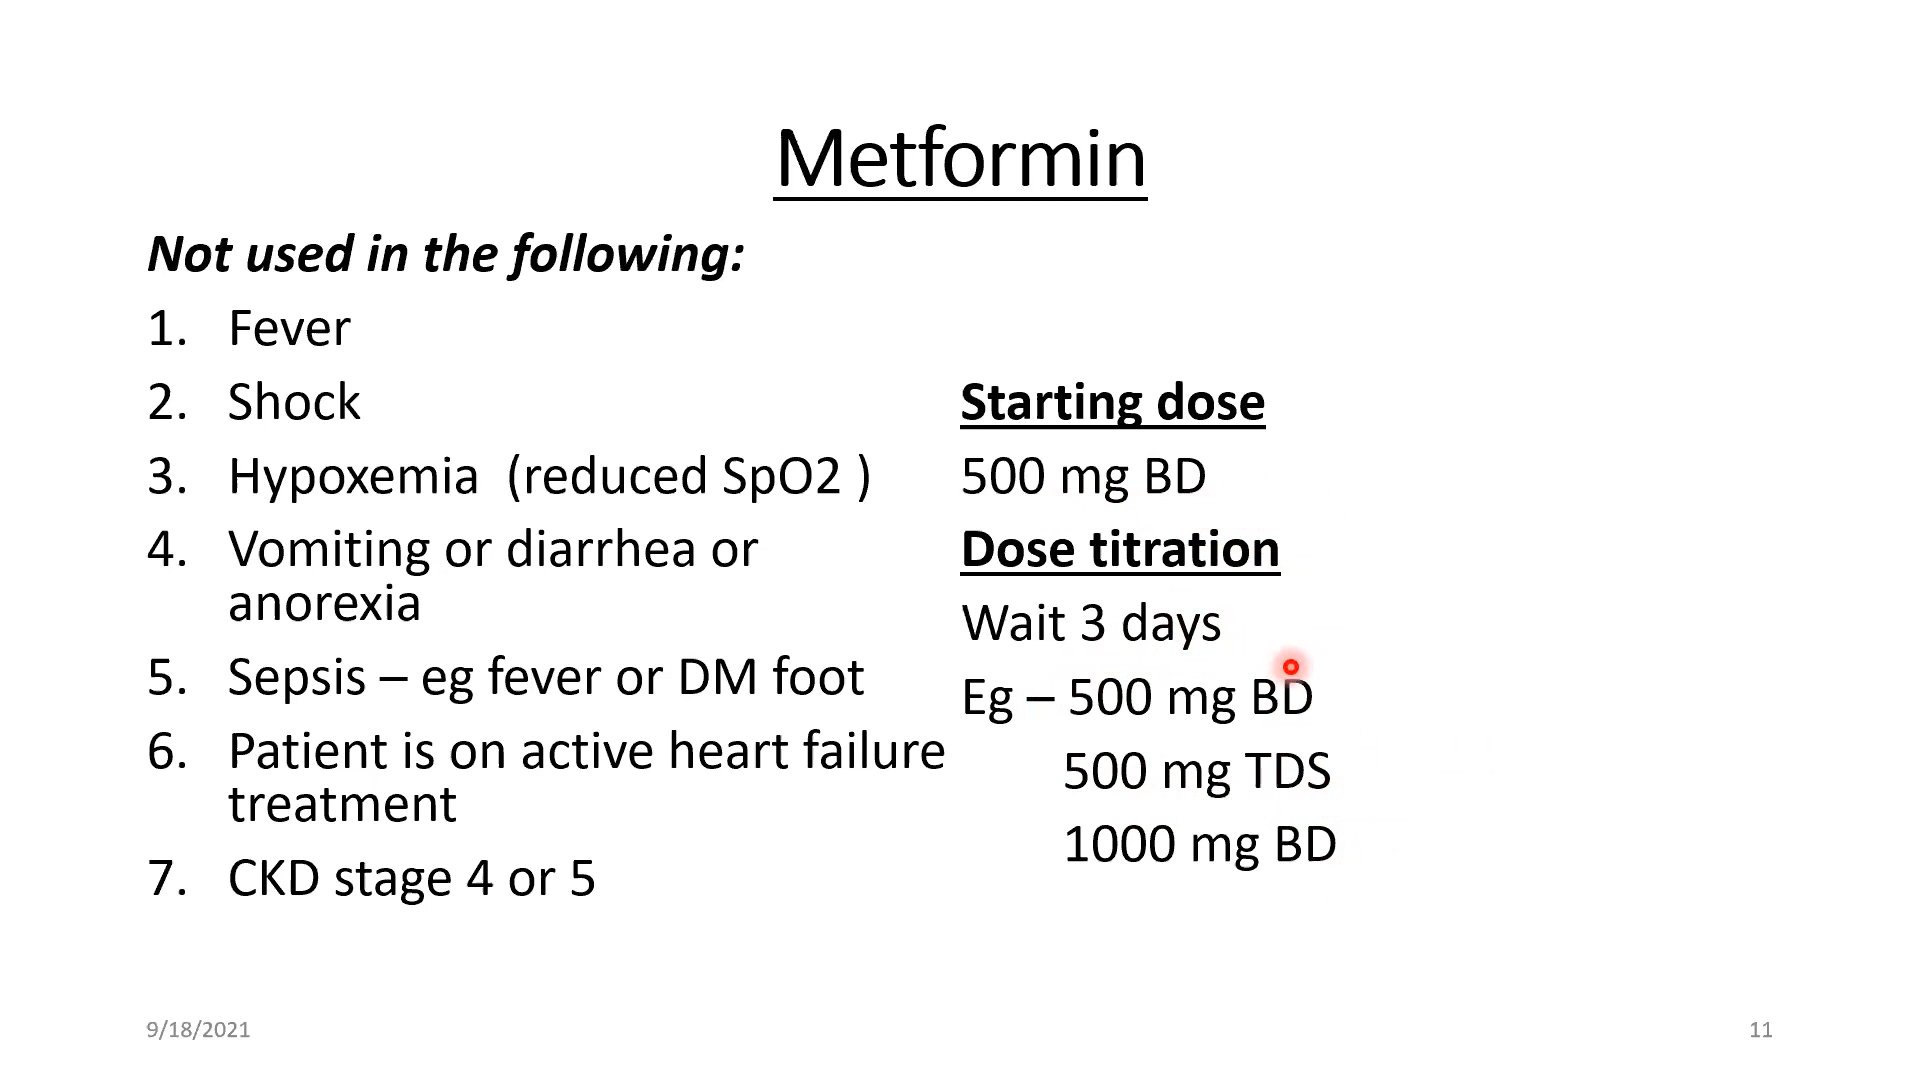 Metformin
Not used in the following:
1. Fever
2. Shock
3. Hypoxemia  (reduced SpO2 )
4. Vomiting or diarrhea or
anorexia
5. Sepsis – eg fever or DM foot
6. Patient is on active heart failure
treatment
7. CKD stage 4 or 5
Starting dose
500 mg BD
Dose titration
Wait 3 days
Eg – 500 mg BD
500 mg TDS
1000 mg BD
9/18/2021
11